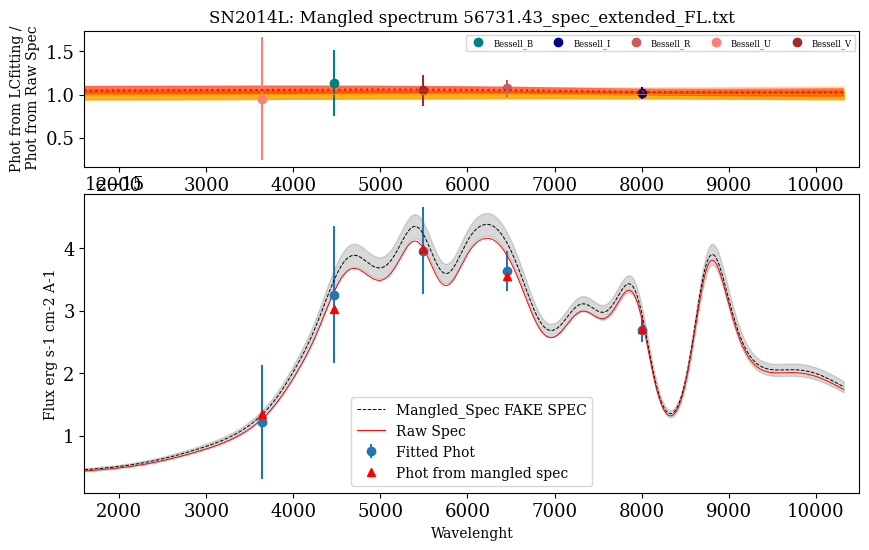 SN2014L: Mangled spectrum 56731.43_spec_extended_FL.txt
Phot from LCfitting /
Phot from Raw Spec
1.5
1.0
0.5
Bessell_B Bessell_I Bessell_R Bessell_U Bessell_V
2000 3000 4000 5000 6000 7000 8000 9000 10000
1e−15
Flux erg s-1 cm-2 A-1
4
3
2
1
Mangled_Spec FAKE SPEC
Raw Spec
Fitted Phot
Phot from mangled spec
2000 3000 4000 5000 6000 7000 8000 9000 10000
Wavelenght